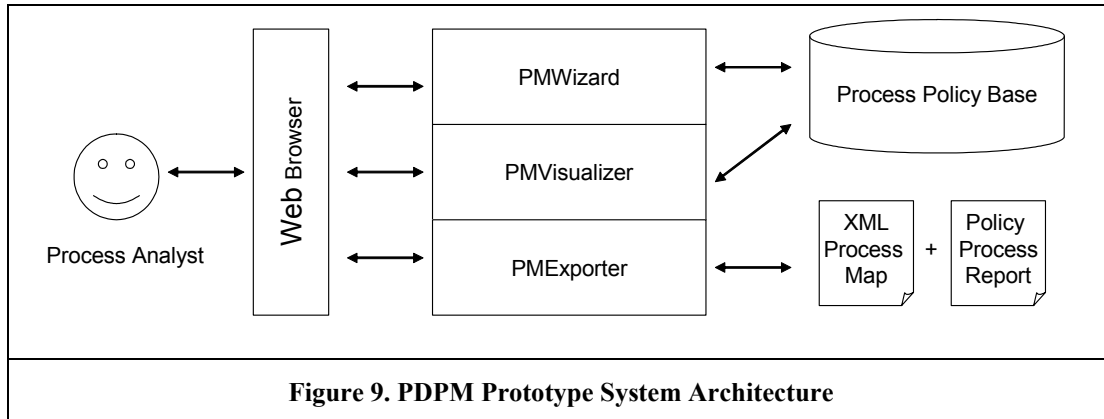 PMWizard
Process Policy Base
Web Browser
PMVisualizer
Process Analyst
PMExporter
XML
Process
Map
+
Policy
Process
Report
Figure 9. PDPM Prototype System Architecture